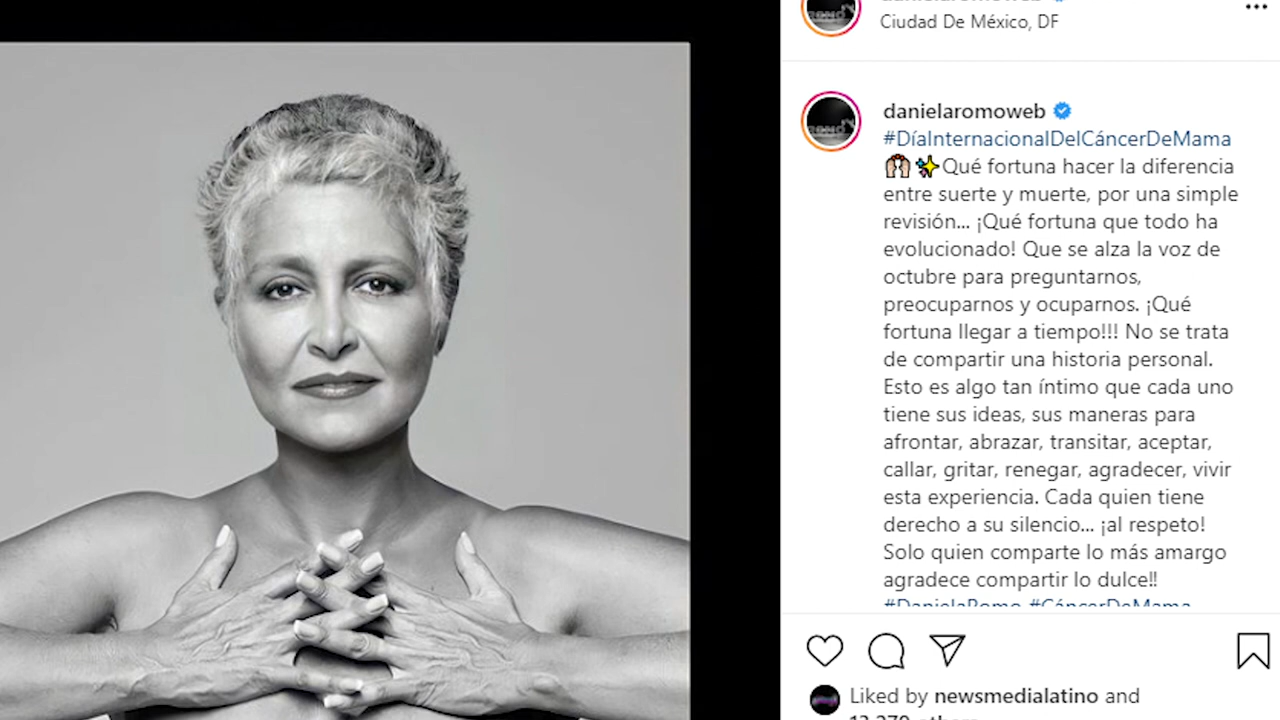 Ciudad De México, DF
danielaromoweb
#DíaInternacionalDelCáncerDeMama
Qué fortuna hacer la diferencia
entre suerte y muerte, por una simple
revisión... ¡Qué fortuna que todo ha
evolucionado! Que se alza la voz de
octubre para preguntarnos,
preocuparnos y ocuparnos. ¡Qué
fortuna llegar a tiempo!!! No se trata
de compartir una historia personal.
Esto es algo tan íntimo que cada uno
tiene sus ideas, sus maneras para
afrontar, abrazar, transitar, aceptar,
callar, gritar, renegar, agradecer, vivir
esta experiencia. Cada quien tiene
derecho a su silencio... ¡al respeto!
Solo quien comparte lo más amargo
agradece compartir lo dulce!!
#DanielaRomo #CáncerDeMama
Liked by newsmedialatino and